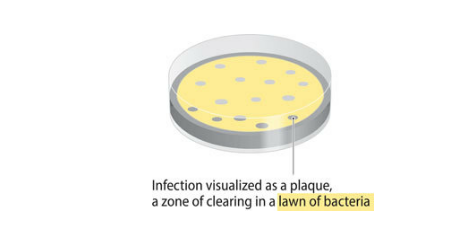 Infection visualized as a plaque,
a zone of clearing in a lawn of bacteria